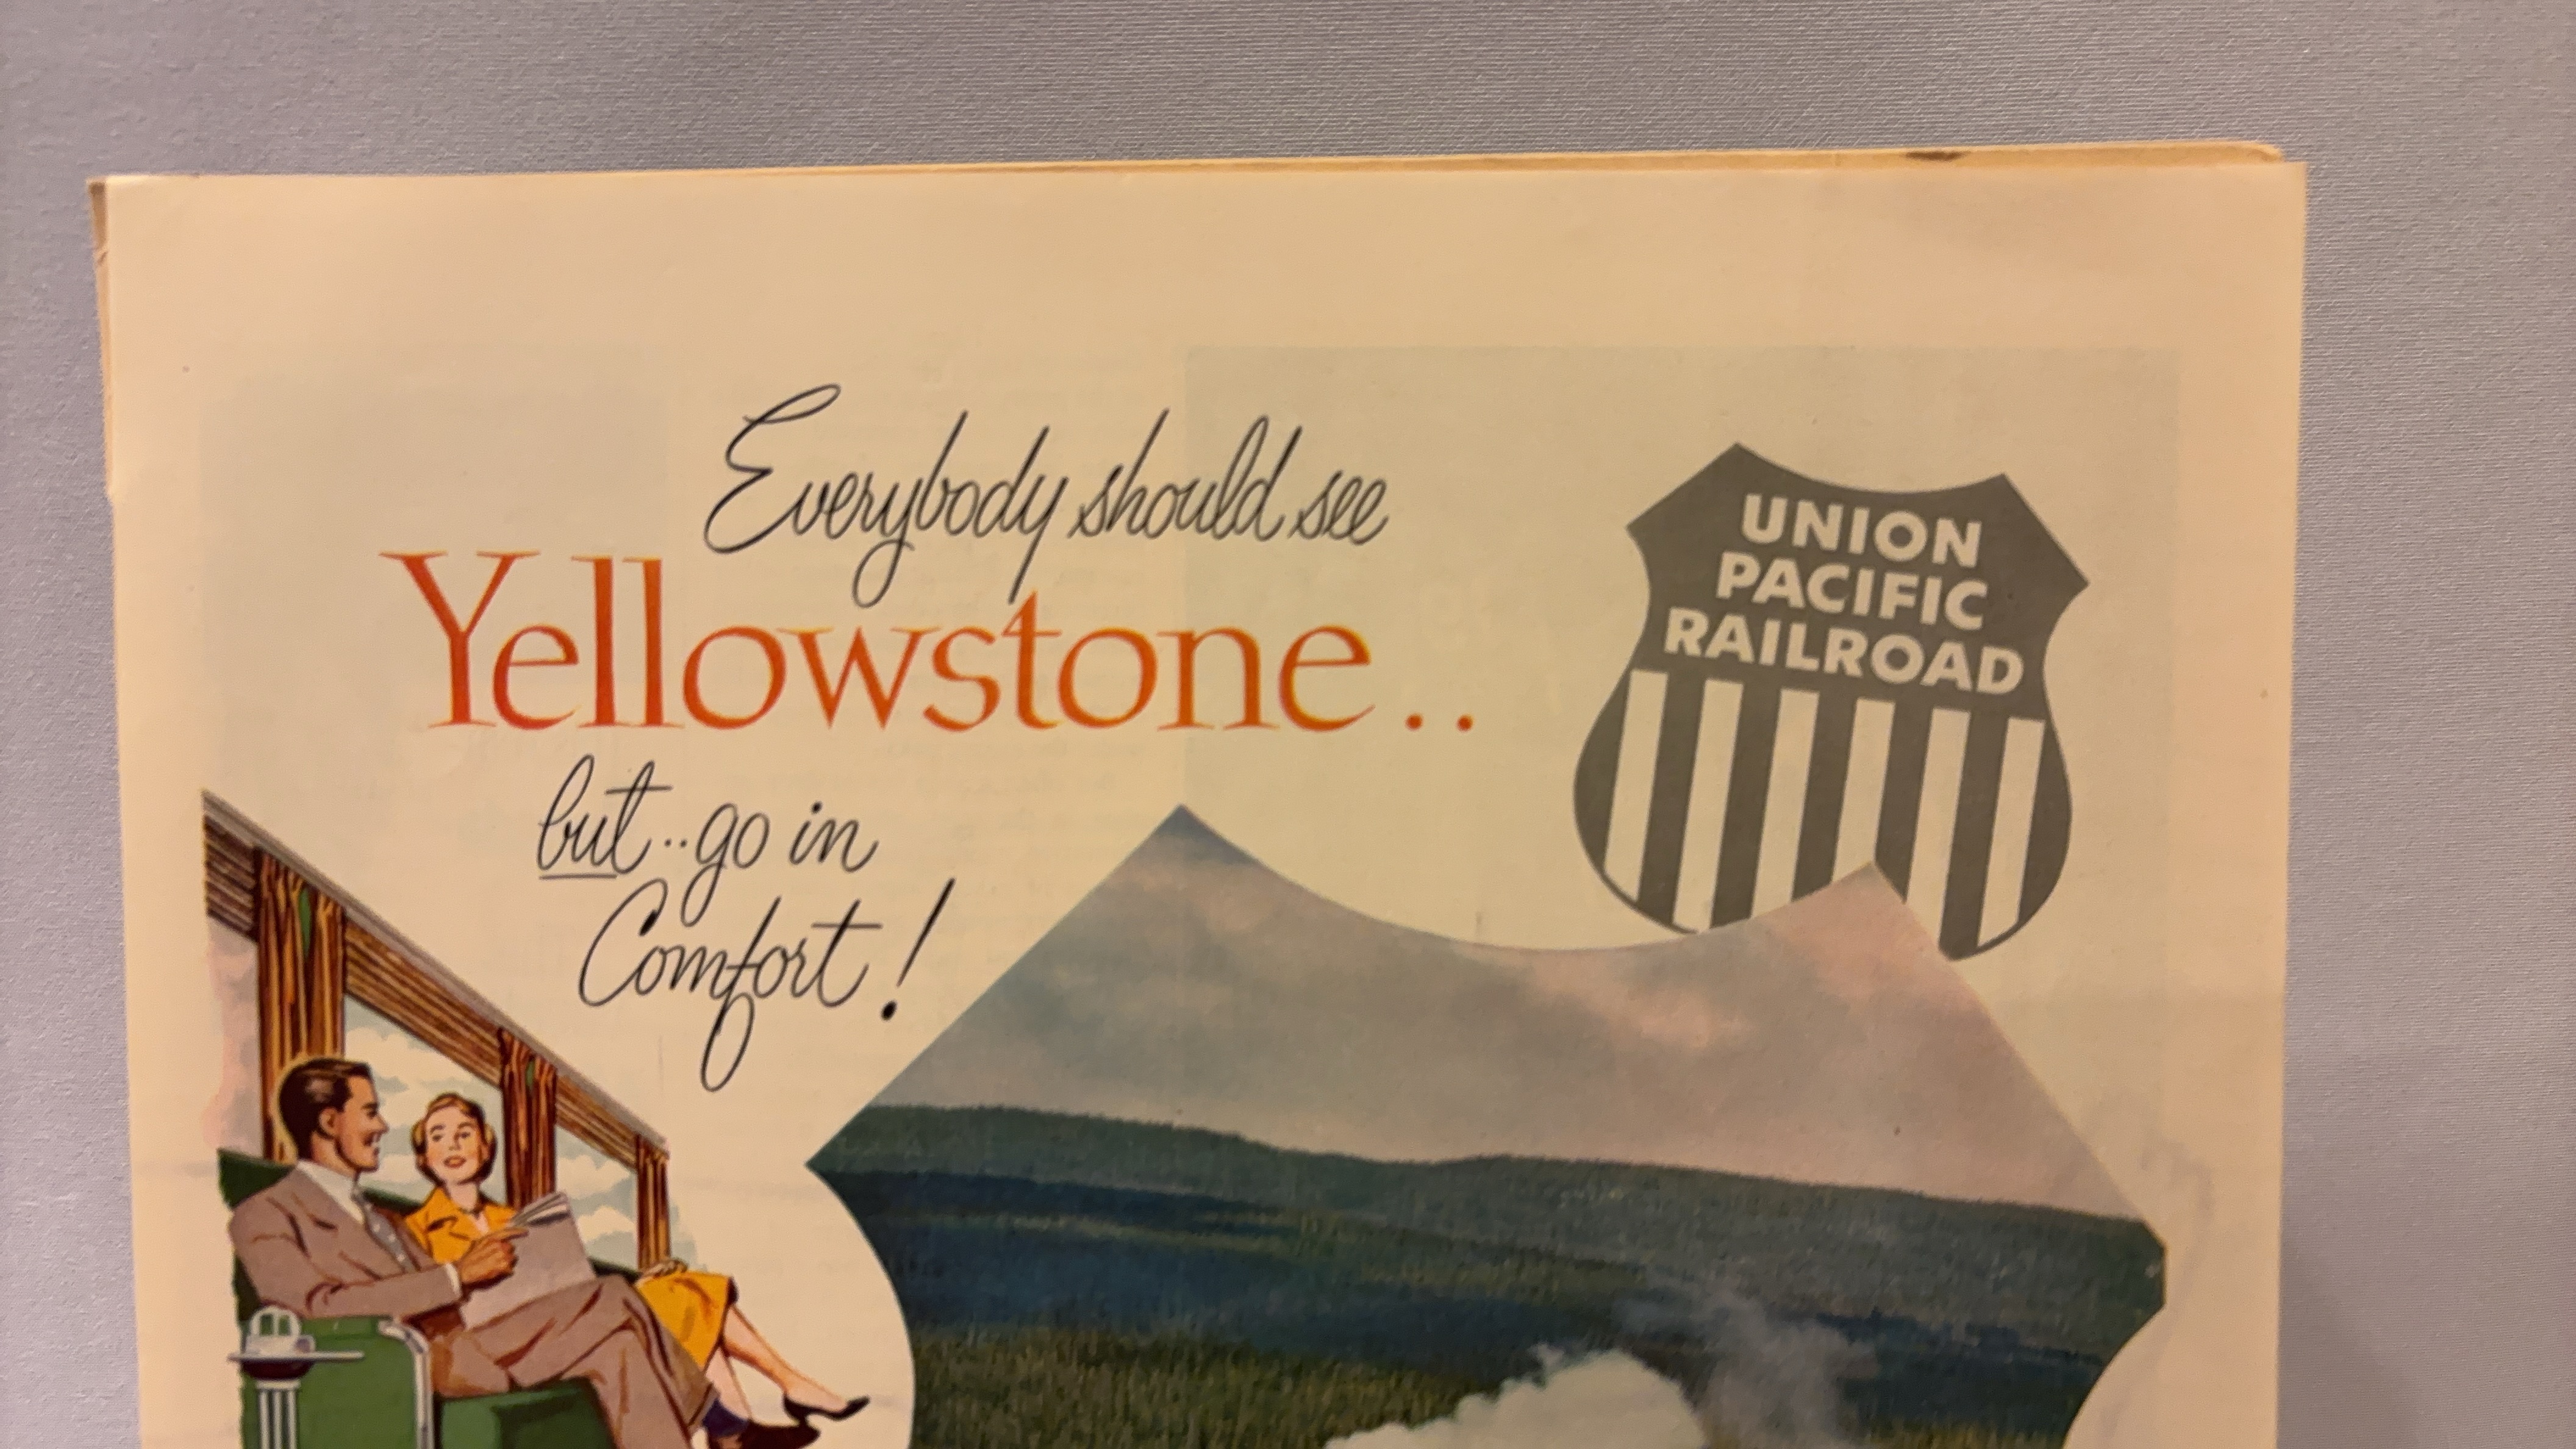 Everybody should see
Yellowstone..
but..go in
Comfort!
UNION
PACIFIC
RAILROAD